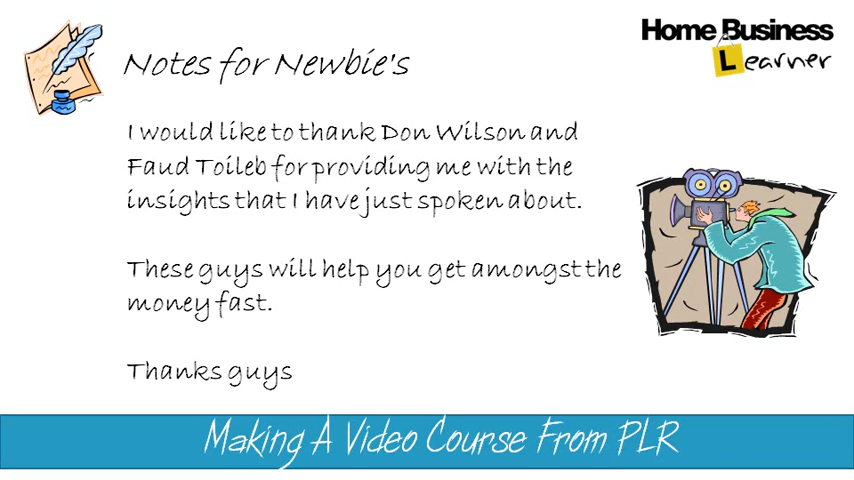 Home Business
Learner
Notes for Newbie's
I would like to thank Don Wilson and
Faud Toileb for providing me with the
insights that I have just spoken about.
These guys will help you get amongst the
money fast.
Thanks guys
Making A Video Course From PLR